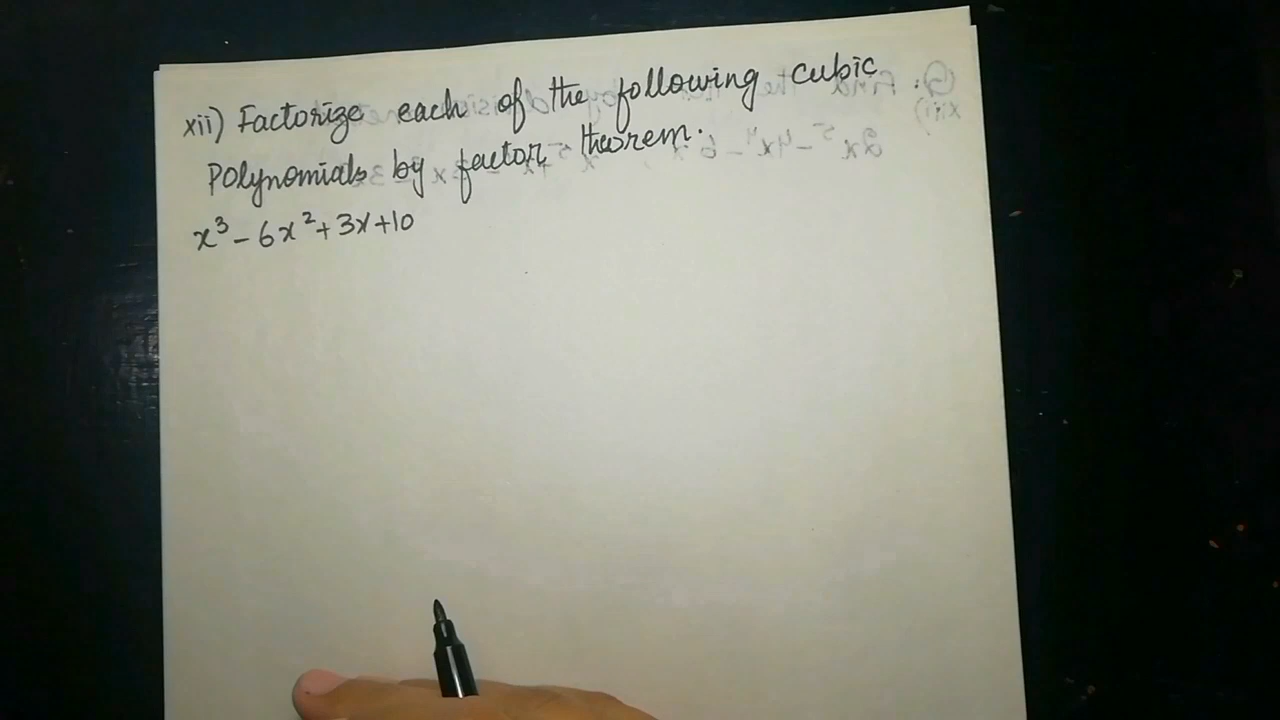 xii) Factorize each of the following cubic
Polynomials by factor theorem.
x³ - 6x² + 3x + 10